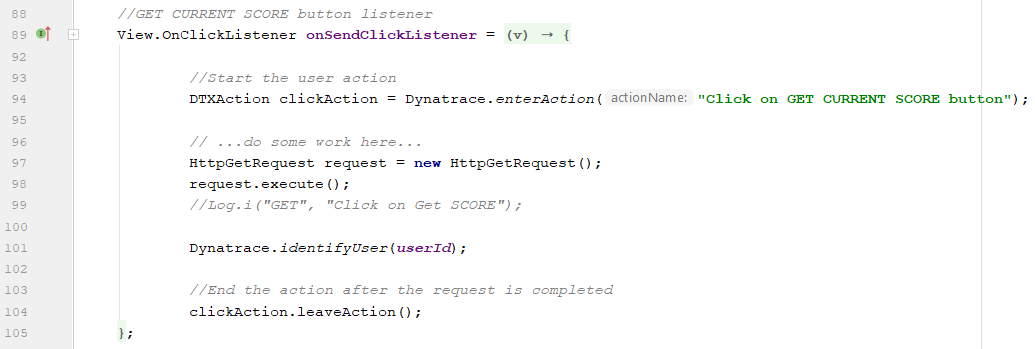 88 //GET CURRENT SCORE button listener
89 View.OnClickListener onSendClickListener = (v) → {
92
93 //Start the user action
94 DTXAction clickAction = Dynatrace.enterAction( actionName: "Click on GET CURRENT SCORE button");
95
96 // ...do some work here...
97 HttpGetRequest request = new HttpGetRequest();
98 request.execute();
99 //Log.i("GET", "Click on Get SCORE");
100
101 Dynatrace.identifyUser(userId);
102
103 //End the action after the request is completed
104 clickAction.leaveAction();
105 };